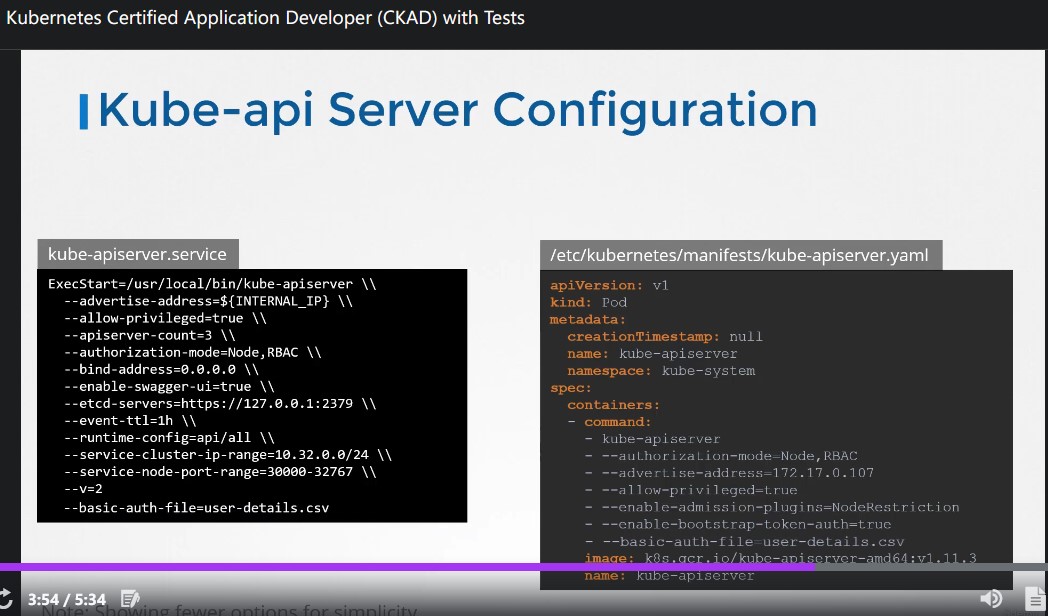 Kubernetes Certified Application Developer (CKAD) with Tests
Kube-api Server Configuration
kube-apiserver.service
ExecStart=/usr/local/bin/kube-apiserver \\
--advertise-address=${INTERNAL_IP} \\
--allow-privileged=true \\
--apiserver-count=3 \\
--authorization-mode=Node,RBAC \\
--bind-address=0.0.0.0 \\
--enable-swagger-ui=true \\
--etcd-servers=https://127.0.0.1:2379 \\
--event-ttl=1h \\
--runtime-config=api/all \\
--service-cluster-ip-range=10.32.0.0/24 \\
--service-node-port-range=30000-32767 \\
--v=2
--basic-auth-file=user-details.csv
/etc/kubernetes/manifests/kube-apiserver.yaml
apiVersion: v1
kind: Pod
metadata:
creationTimestamp: null
name: kube-apiserver
namespace: kube-system
spec:
containers:
- command:
- kube-apiserver
- --authorization-mode=Node,RBAC
- --advertise-address=172.17.0.107
- --allow-privileged=true
- --enable-admission-plugins=NodeRestriction
- --enable-bootstrap-token-auth=true
- --basic-auth-file=user-details.csv
image: k8s.gcr.io/kube-apiserver-amd64:v1.11.3
name: kube-apiserver
3:54 / 5:34
Note: Showing fewer options for simplicity